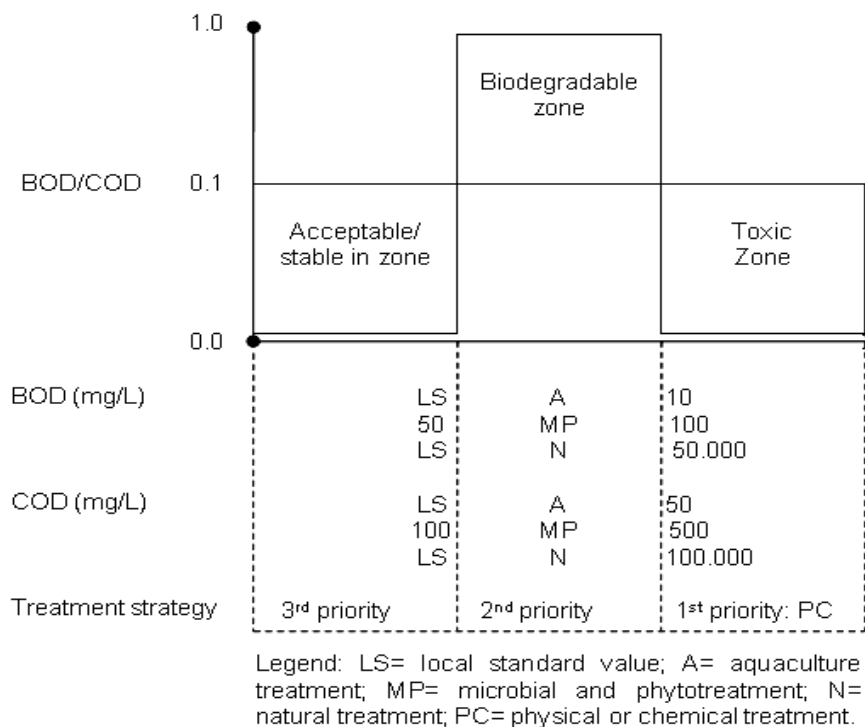 1.0
Biodegradable
zone
BOD/COD 0.1
Acceptable/
stable in zone
Toxic
Zone
0.0
BOD (mg/L) LS A 10
50 MP 100
LS N 50.000
COD (mg/L) LS A 50
100 MP 500
LS N 100.000
Treatment strategy 3rd priority 2nd priority 1st priority: PC
Legend: LS= local standard value; A= aquaculture
treatment; MP= microbial and phytotreatment; N=
natural treatment; PC= physical or chemical treatment.